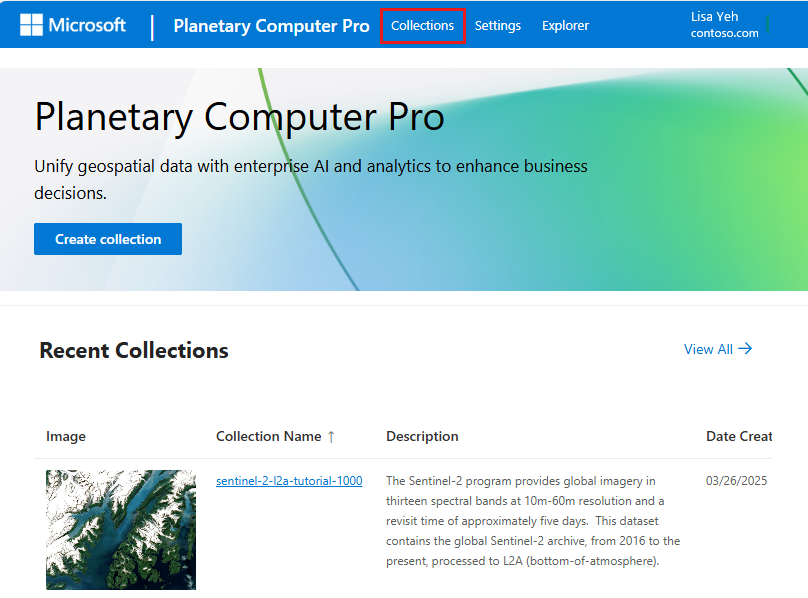 Microsoft | Planetary Computer Pro Collections Settings Explorer Lisa Yeh
contoso.com
Planetary Computer Pro
Unify geospatial data with enterprise AI and analytics to enhance business
decisions.
Create collection
Recent Collections View All →
Image Collection Name ↑ Description Date Creat
sentinel-2-l2a-tutorial-1000 The Sentinel-2 program provides global imagery in 03/26/2025
thirteen spectral bands at 10m-60m resolution and a
revisit time of approximately five days. This dataset
contains the global Sentinel-2 archive, from 2016 to the
present, processed to L2A (bottom-of-atmosphere).